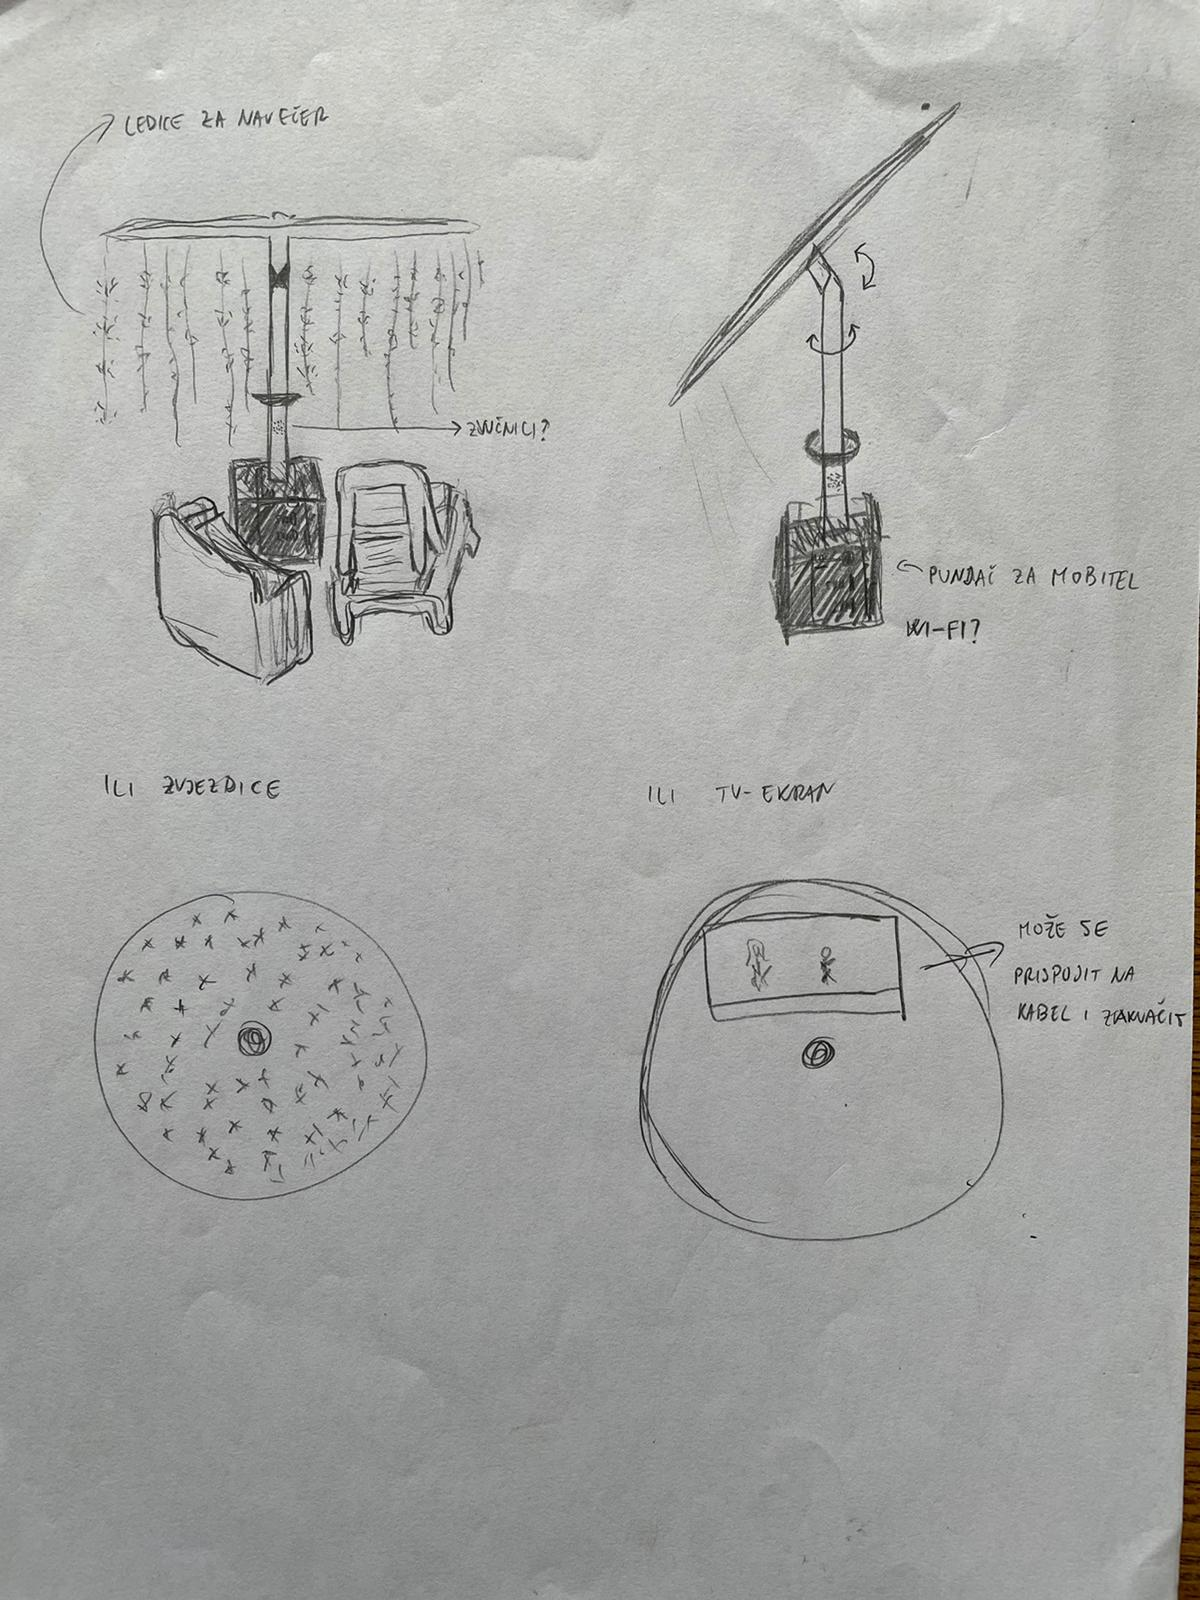 LEDICE ZA NAVEČER
ZVUČNICI?
PUNJAČ ZA MOBITEL
WI-FI?
ILI ZVJEZDICE
ILI TV-EKRAN
MOŽE SE
PRISPOJIT NA
KABEL I ZAKVAČIT